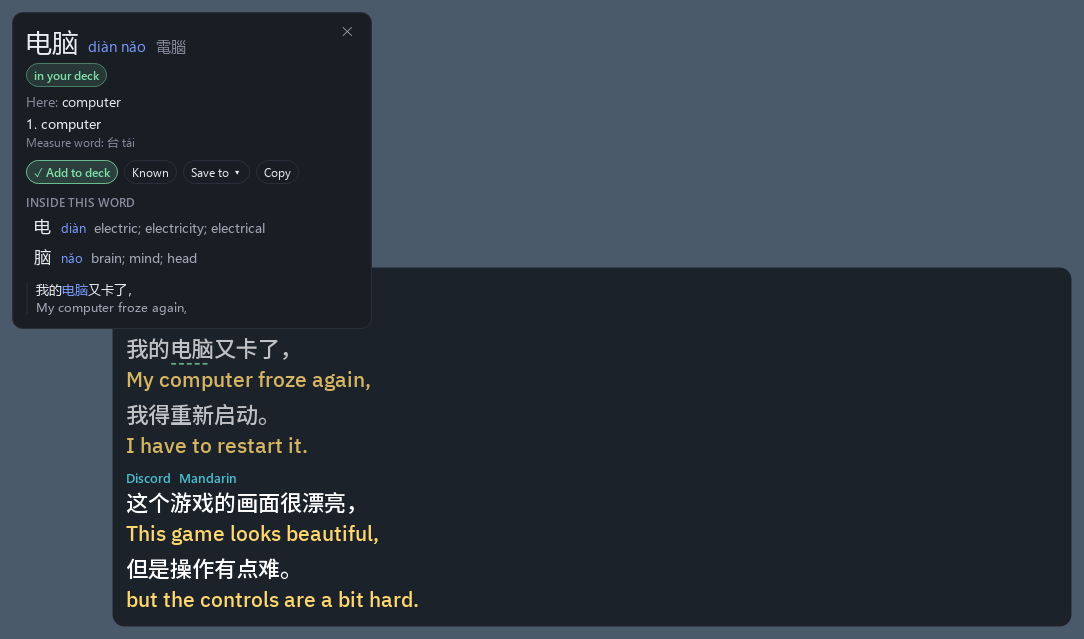 电脑 diàn nǎo 電腦
in your deck
Here: computer
1. computer
Measure word: 台 tái
✓ Add to deck Known Save to ▾ Copy
INSIDE THIS WORD
电 diàn electric; electricity; electrical
脑 nǎo brain; mind; head
我的电脑又卡了，
My computer froze again,
我的电脑又卡了，
My computer froze again,
我得重新启动。
I have to restart it.
Discord Mandarin
这个游戏的画面很漂亮，
This game looks beautiful,
但是操作有点难。
but the controls are a bit hard.